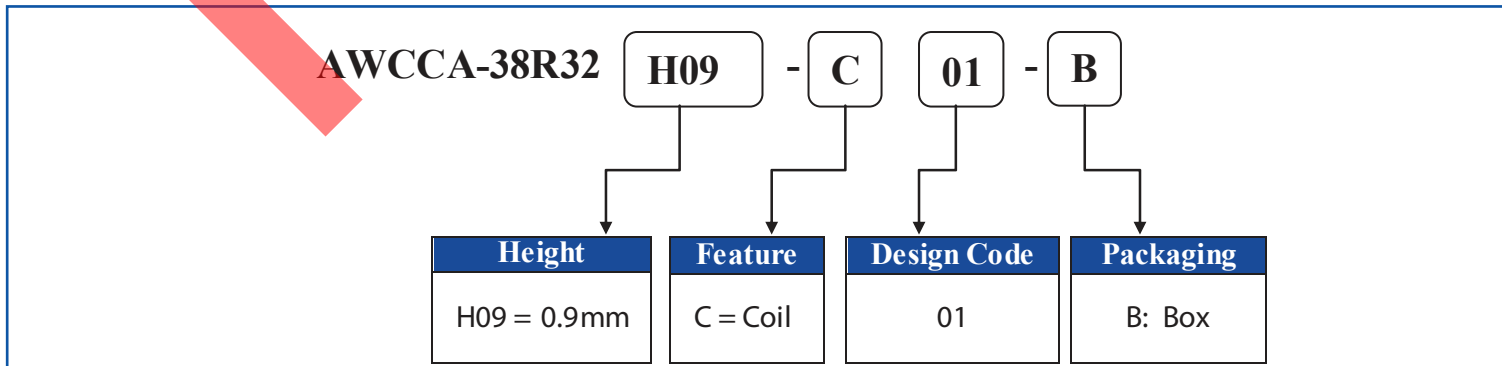 AWCCA-38R32 H09 - C 01 - B
Height Feature Design Code Packaging
H09 = 0.9mm C = Coil 01 B: Box